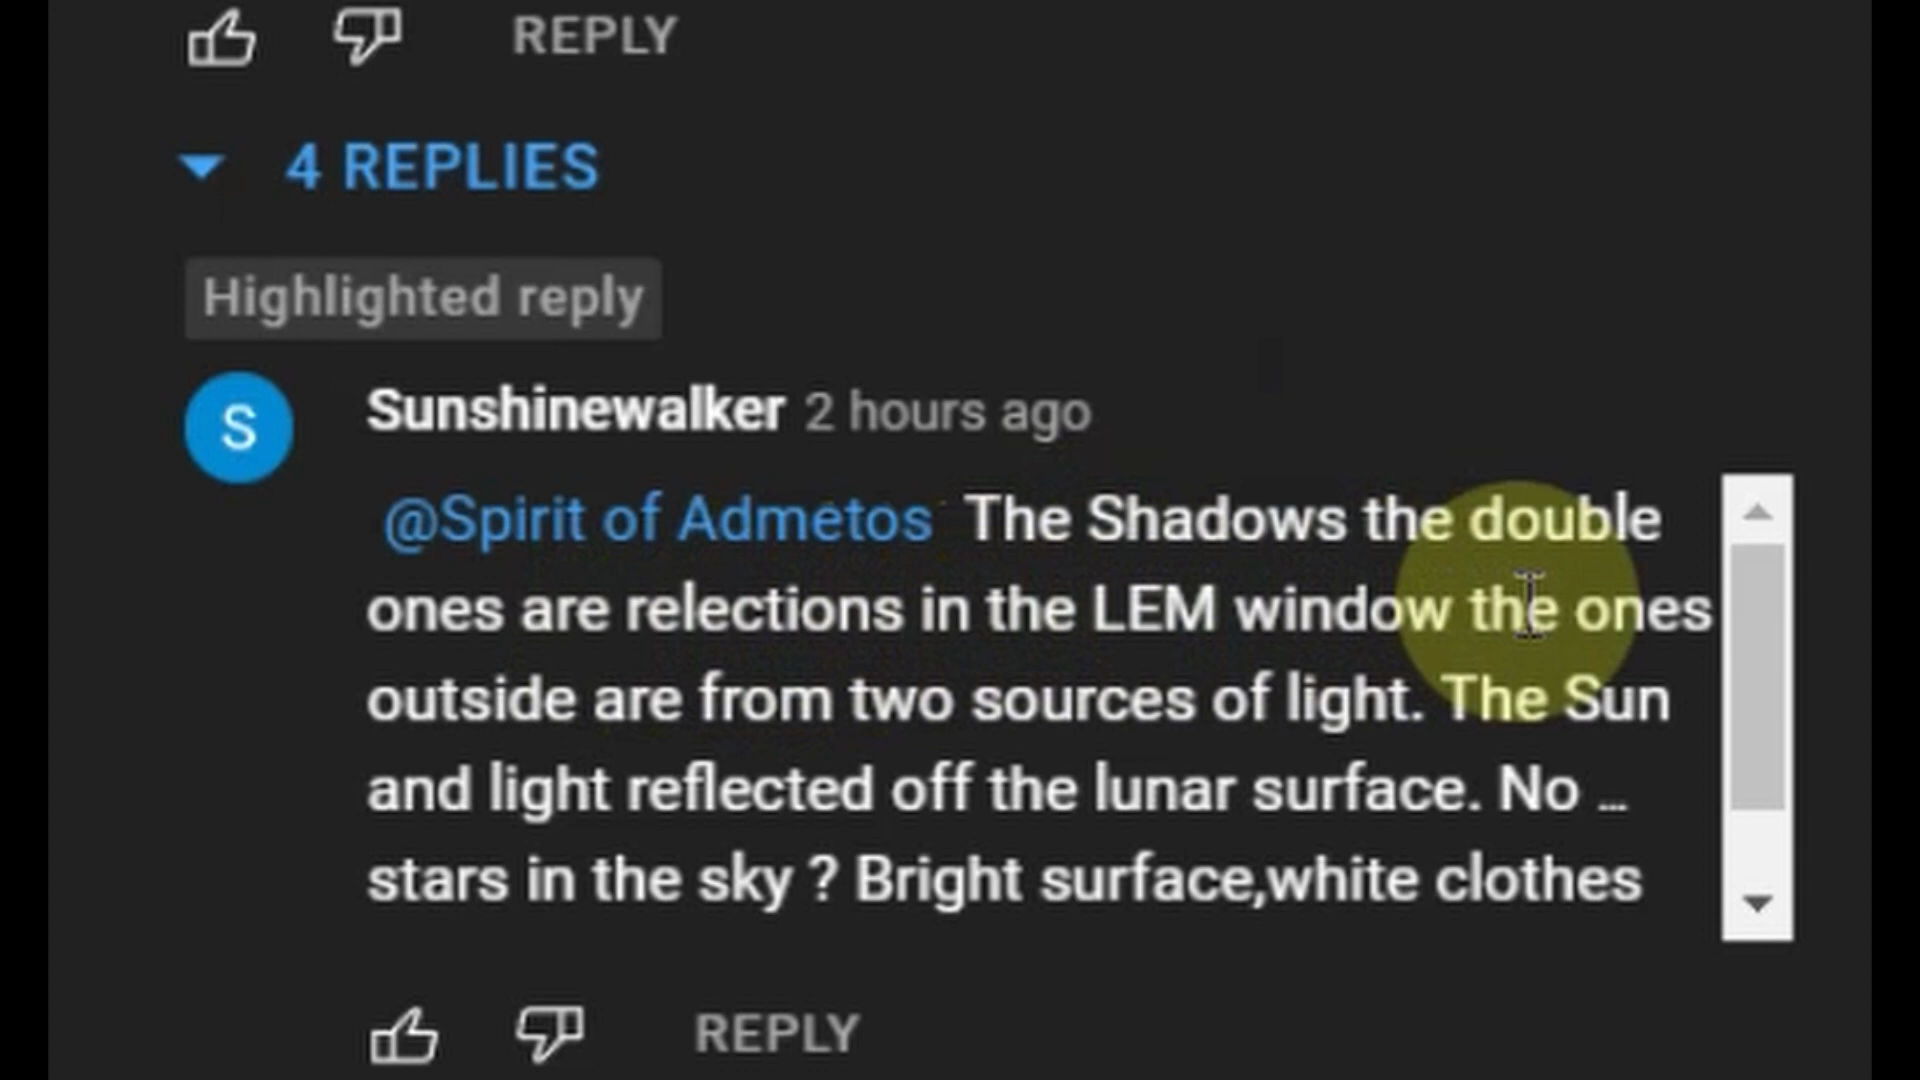 REPLY
4 REPLIES
Highlighted reply
S
Sunshinewalker 2 hours ago
@Spirit of Admetos The Shadows the double
ones are relections in the LEM window the ones
outside are from two sources of light. The Sun
and light reflected off the lunar surface. No ...
stars in the sky ? Bright surface,white clothes
REPLY